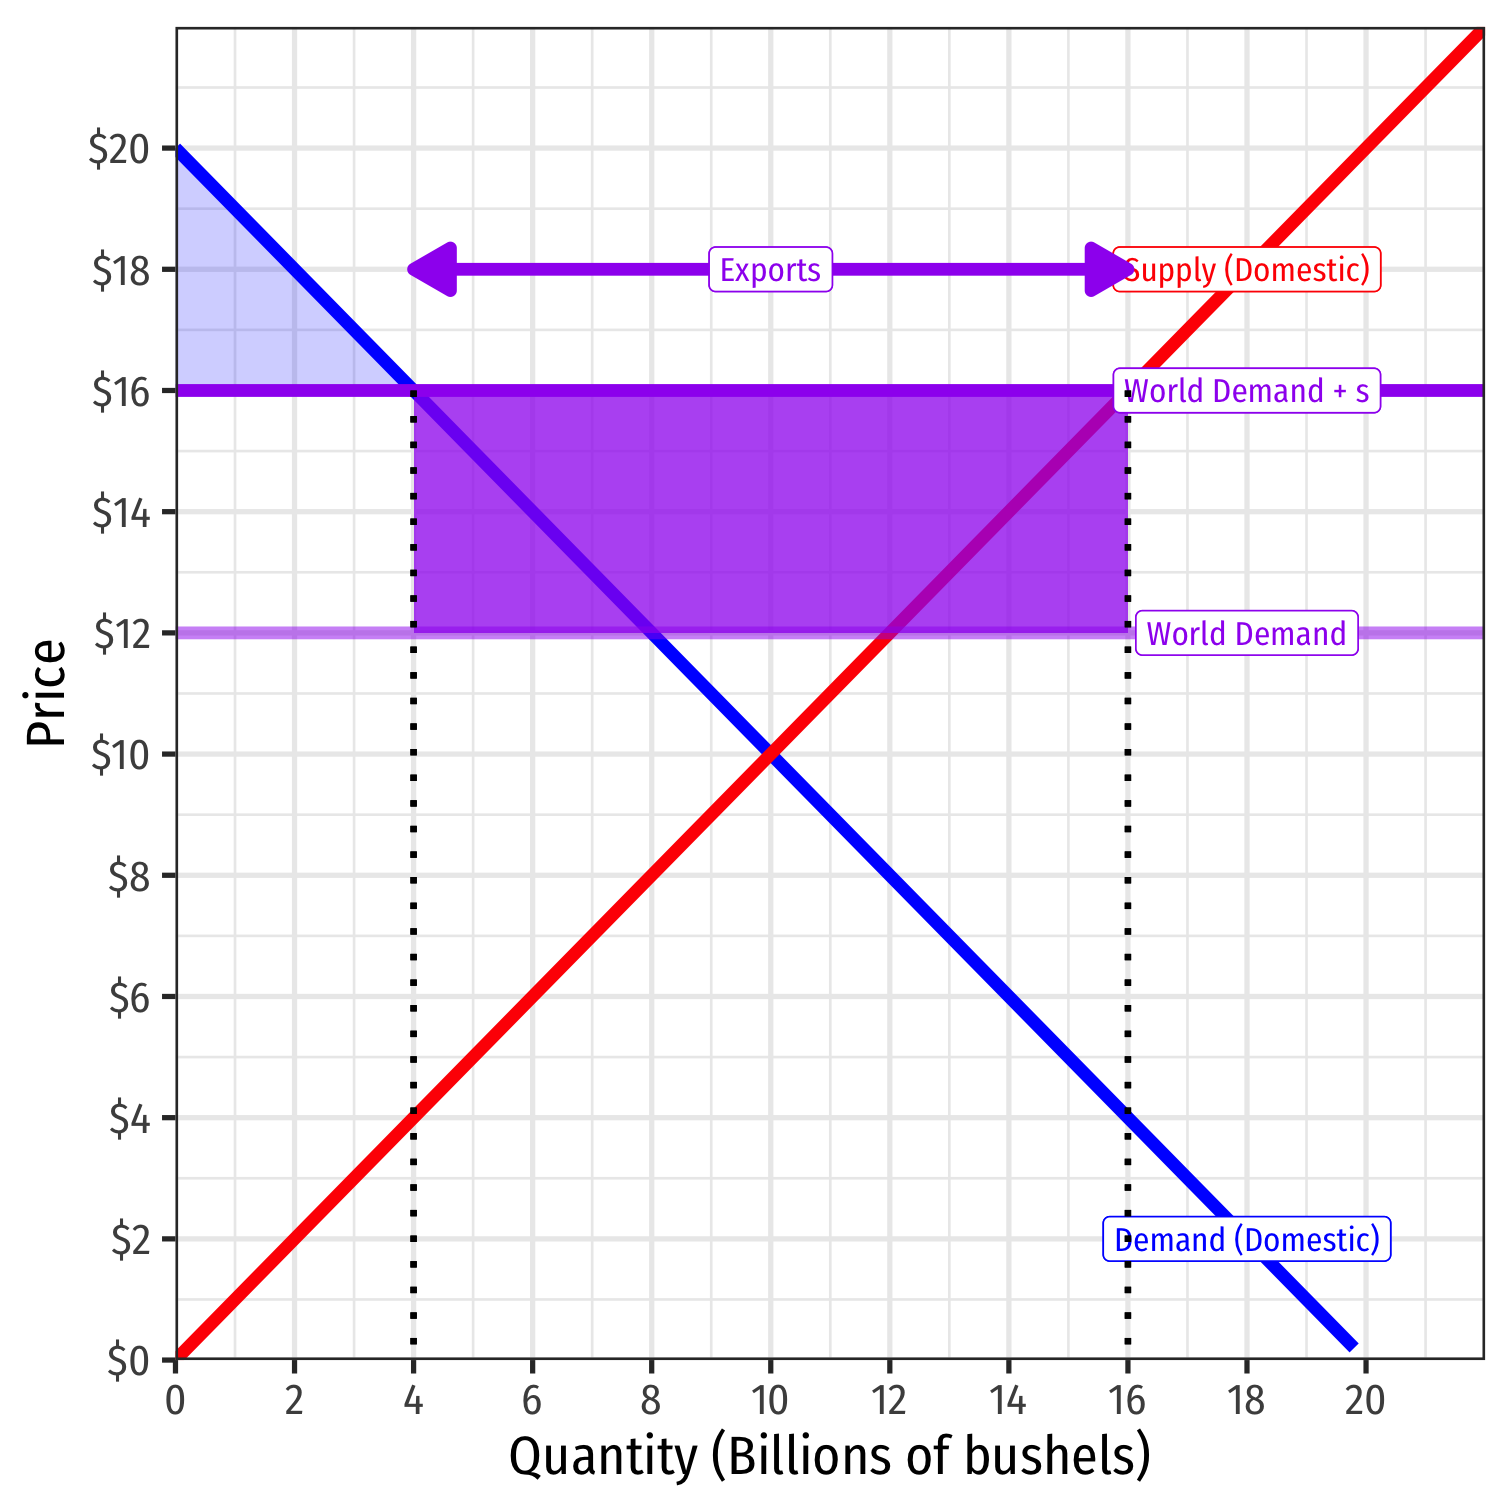 $20
$18
$16
$14
$12
$10
$8
$6
$4
$2
$0
Price
Exports
Supply (Domestic)
World Demand + s
World Demand
Demand (Domestic)
0 2 4 6 8 10 12 14 16 18 20
Quantity (Billions of bushels)